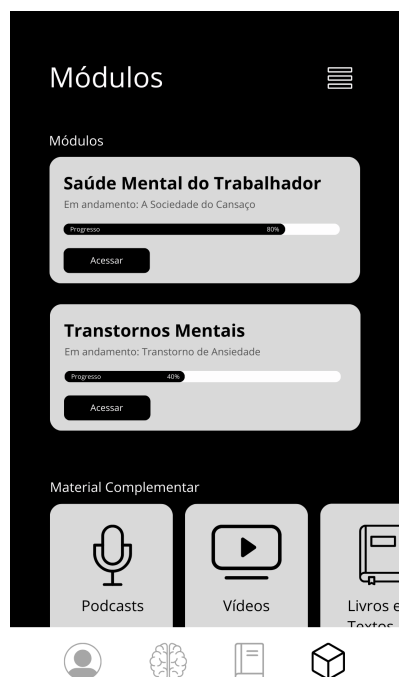 Módulos
Módulos
Saúde Mental do Trabalhador
Em andamento: A Sociedade do Cansaço
Progresso 80%
Acessar
Transtornos Mentais
Em andamento: Transtorno de Ansiedade
Progresso 40%
Acessar
Material Complementar
Podcasts Vídeos Livros e
Textos